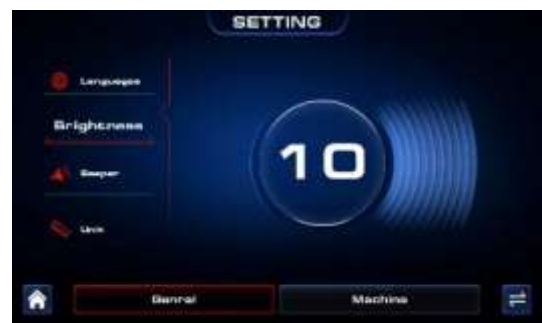 SETTING
Languages
Brightness
Beeper
Unit
10
Genral
Machine